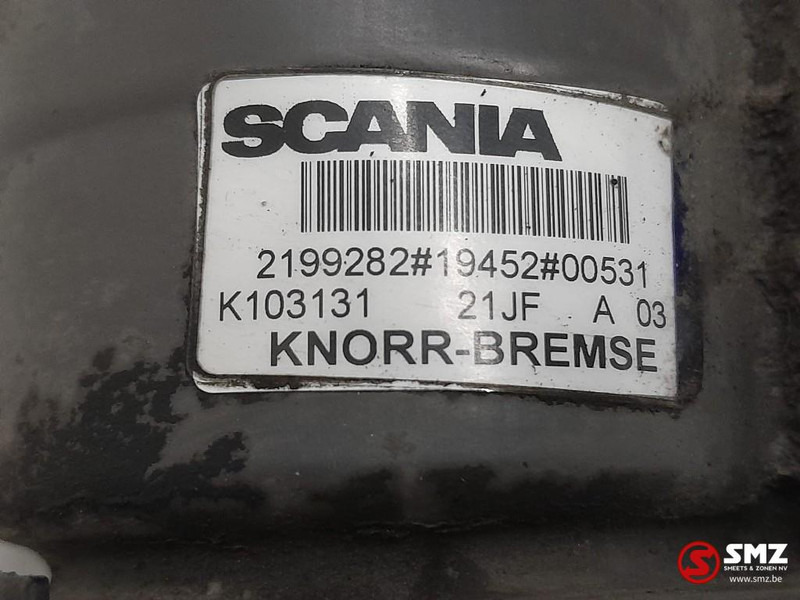 SCANIA
2199282#19452#00531
K103131 21JF A 03
KNORR-BREMSE
SMZ
SHEETS & ZONEN NV
www.smz.be